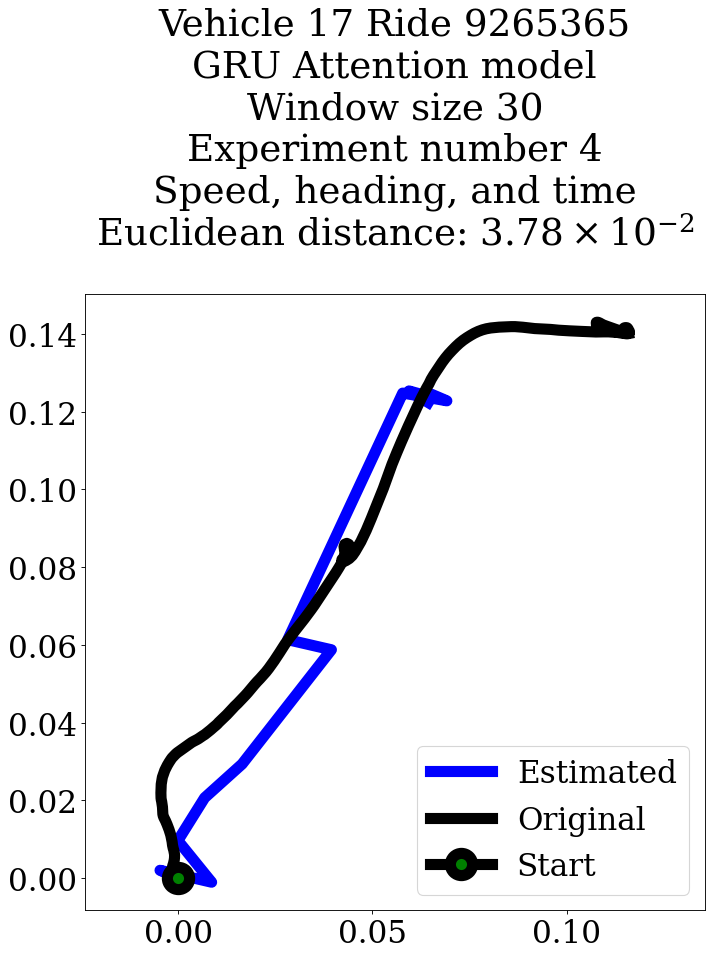 Vehicle 17 Ride 9265365
GRU Attention model
Window size 30
Experiment number 4
Speed, heading, and time
Euclidean distance: 3.78 × 10⁻²
0.14
0.12
0.10
0.08
0.06
0.04
0.02
0.00
Estimated
Original
Start
0.00 0.05 0.10